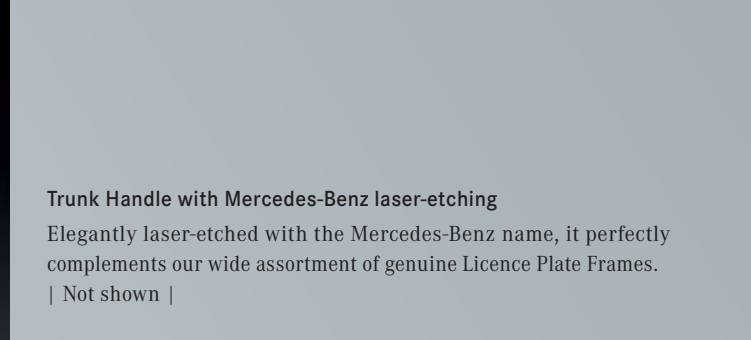 Trunk Handle with Mercedes-Benz laser-etching
Elegantly laser-etched with the Mercedes-Benz name, it perfectly
complements our wide assortment of genuine Licence Plate Frames.
| Not shown |